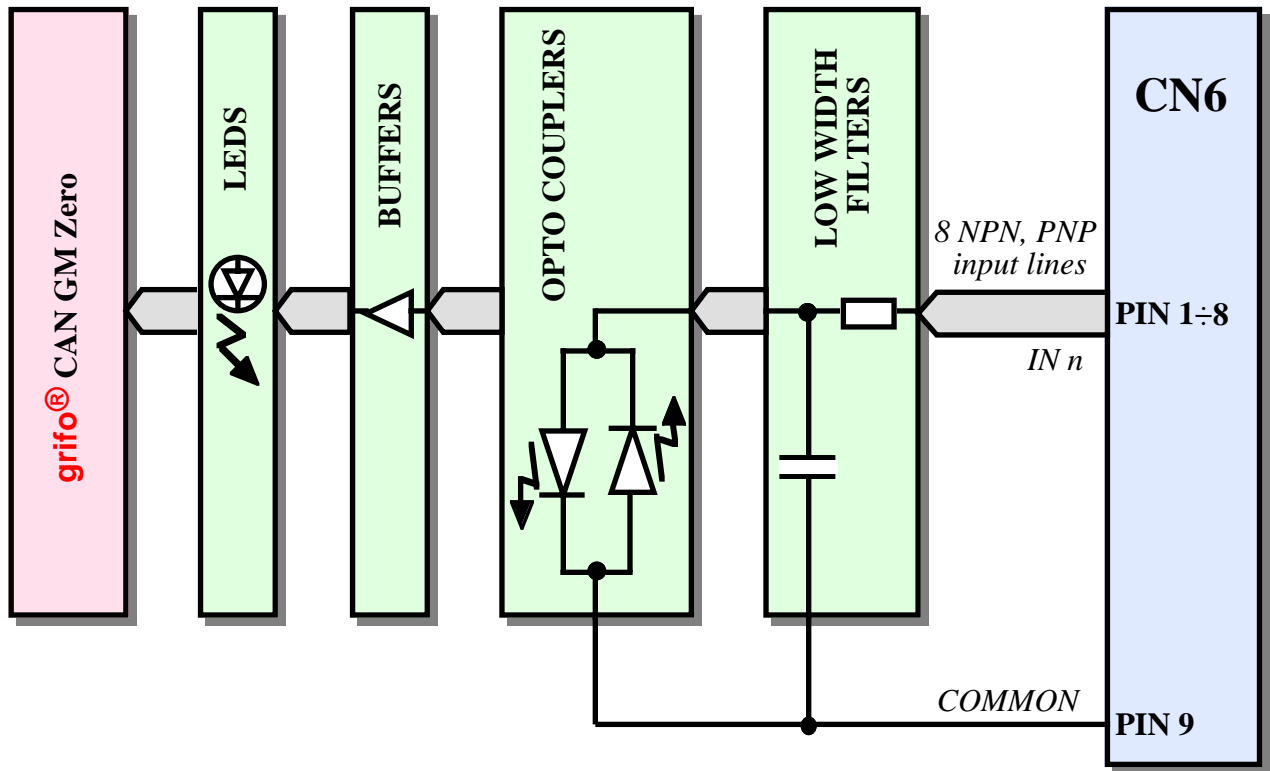 grifo® CAN GM Zero
LEDS
BUFFERS
OPTO COUPLERS
LOW WIDTH
FILTERS
8 NPN, PNP
input lines
IN n
COMMON
CN6
PIN 1÷8
PIN 9